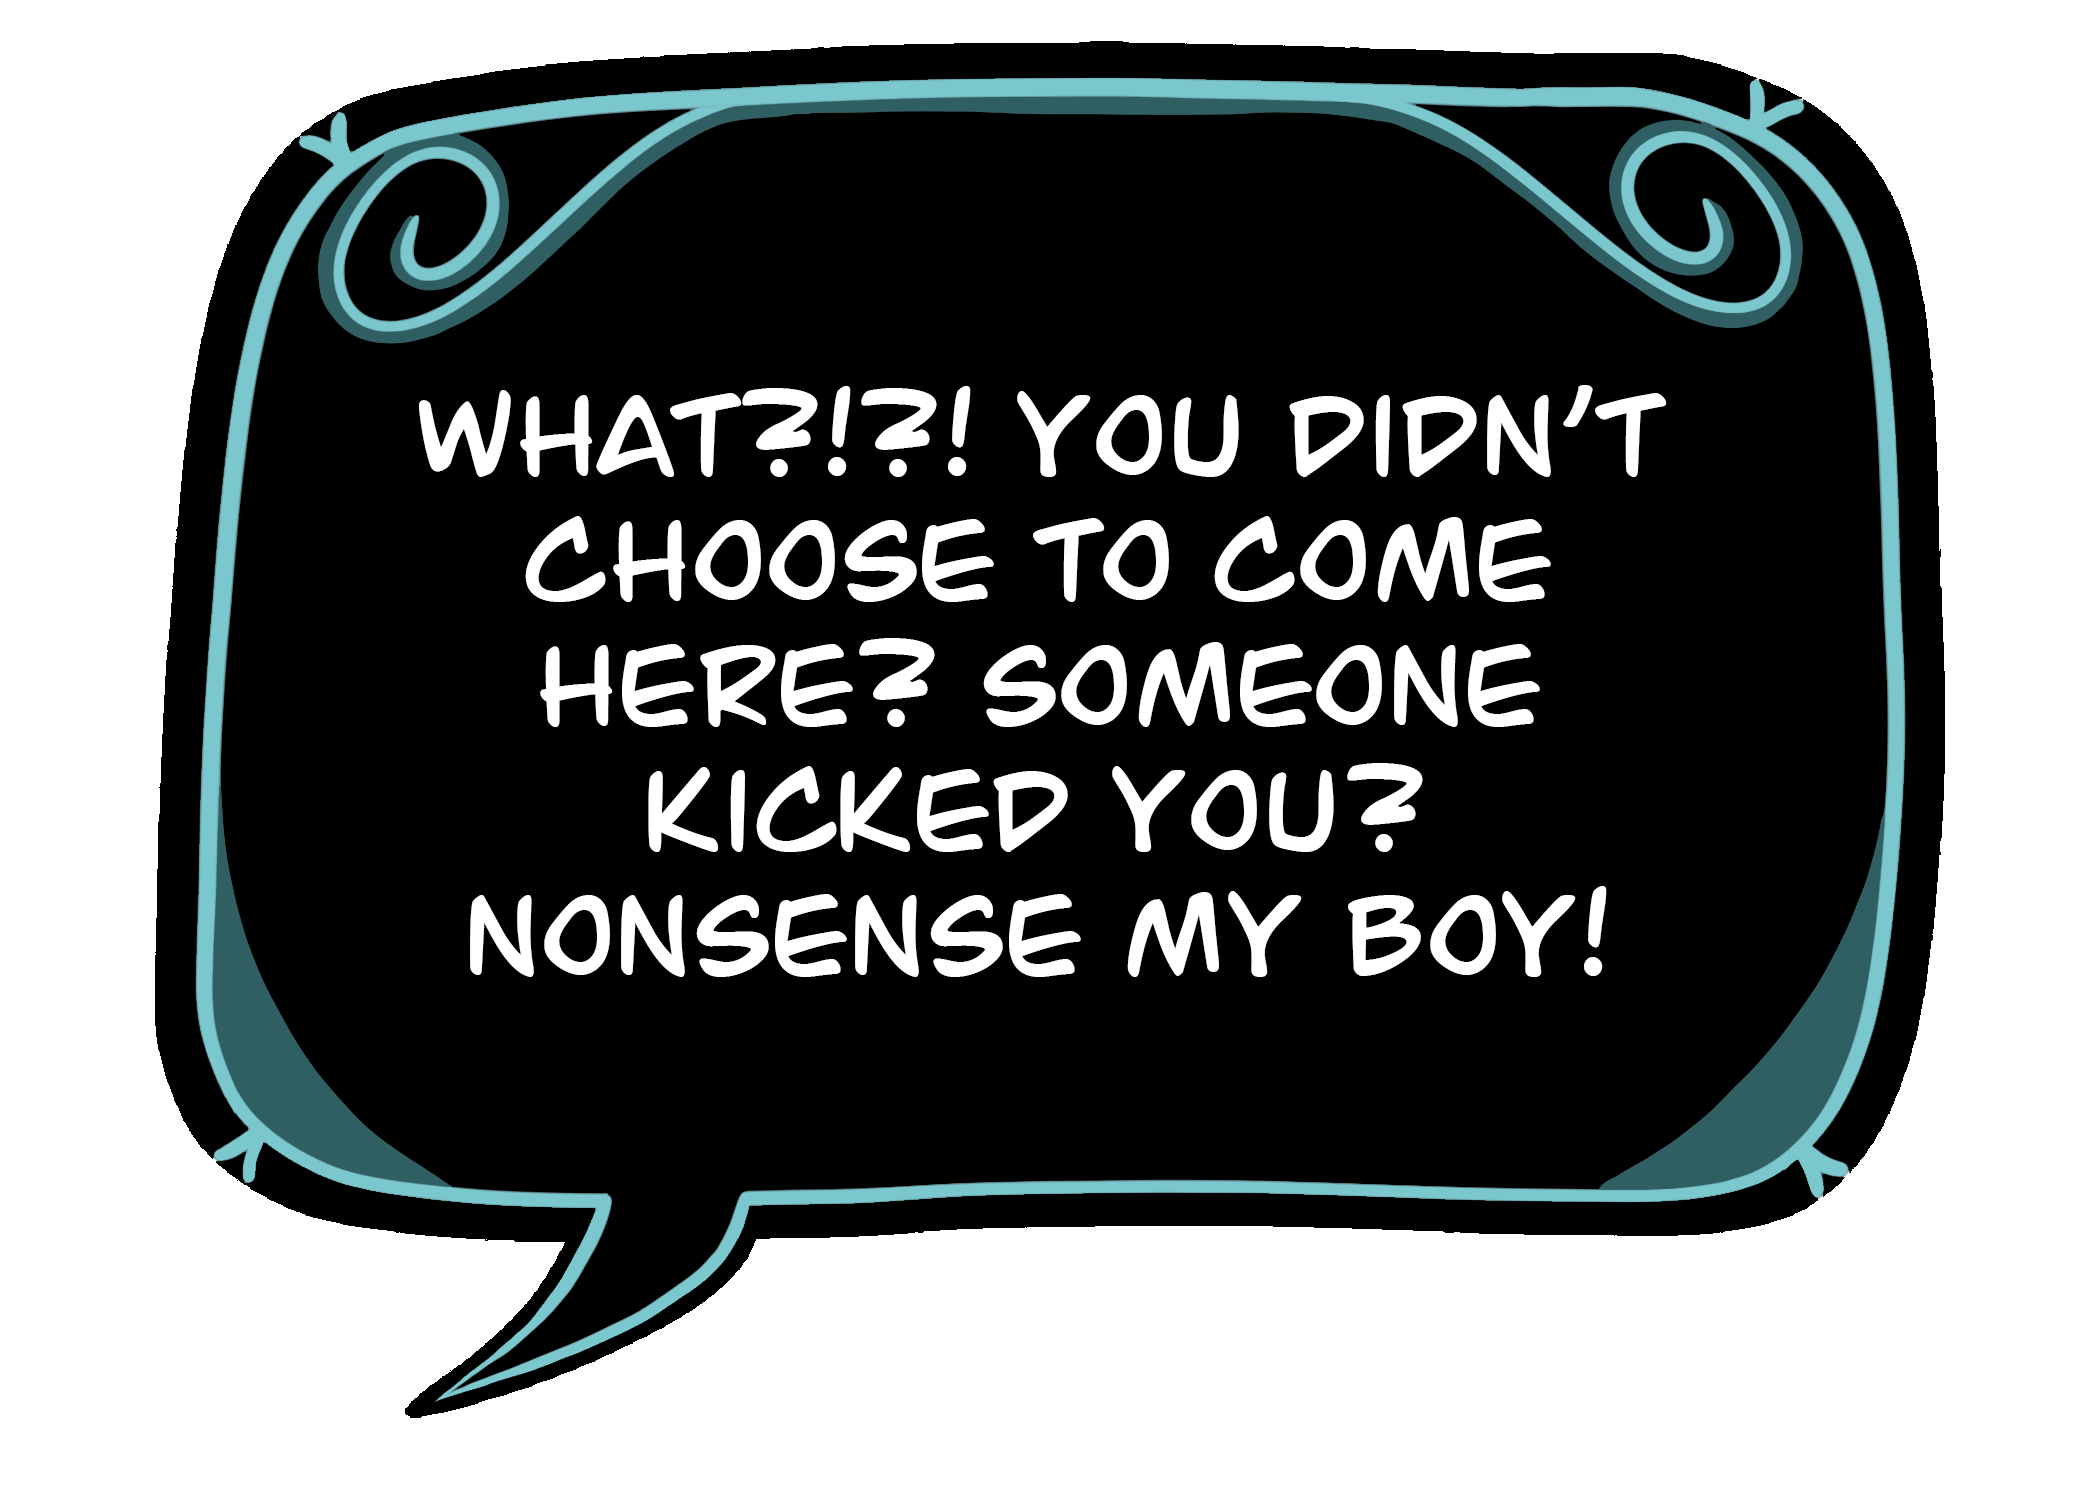 WHAT?!?! YOU DIDN'T
CHOOSE TO COME
HERE? SOMEONE
KICKED YOU?
NONSENSE MY BOY!